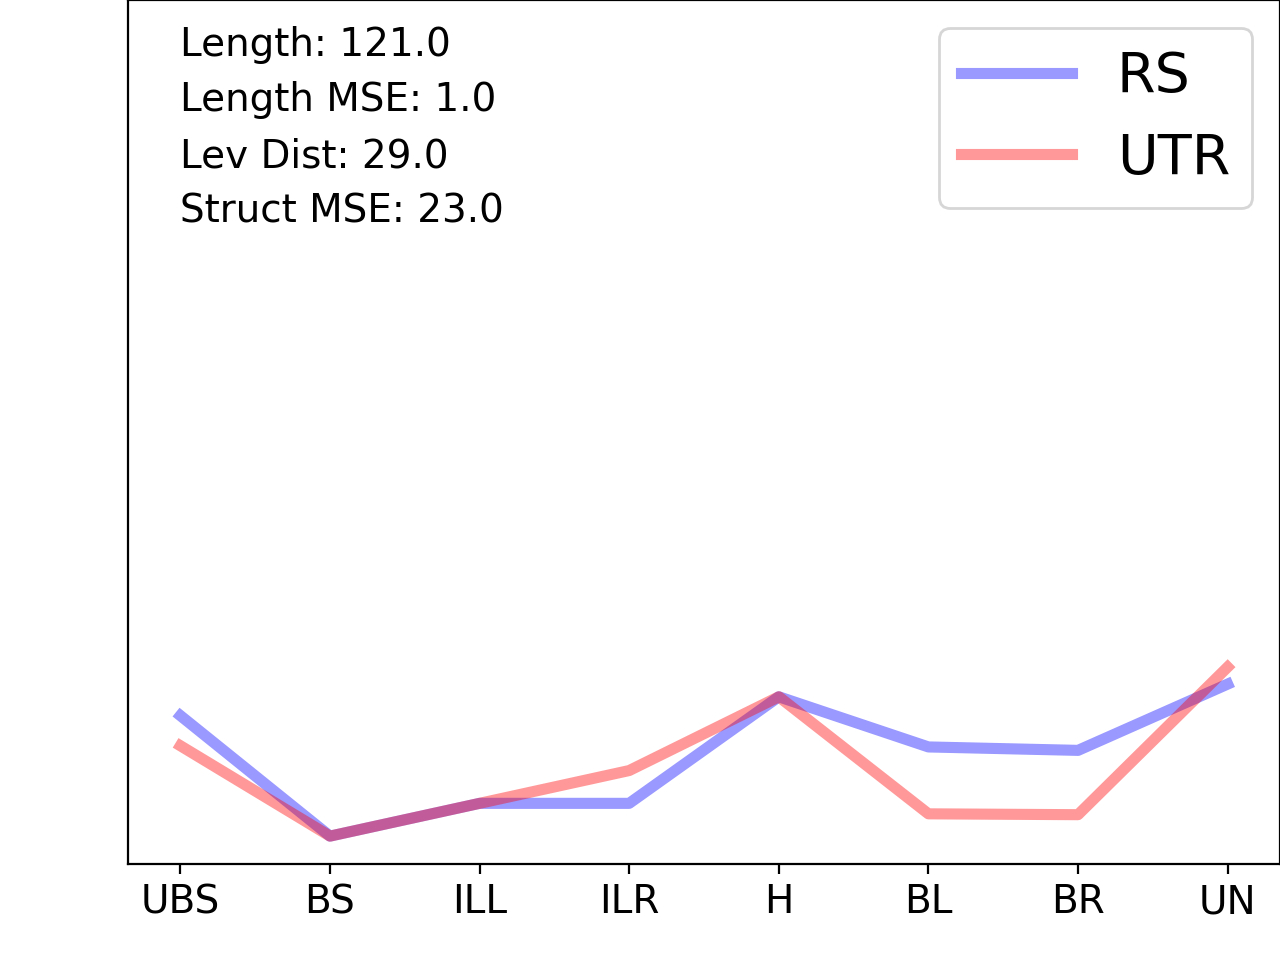 Length: 121.0
Length MSE: 1.0
Lev Dist: 29.0
Struct MSE: 23.0
RS
UTR
UBS BS ILL ILR H BL BR UN